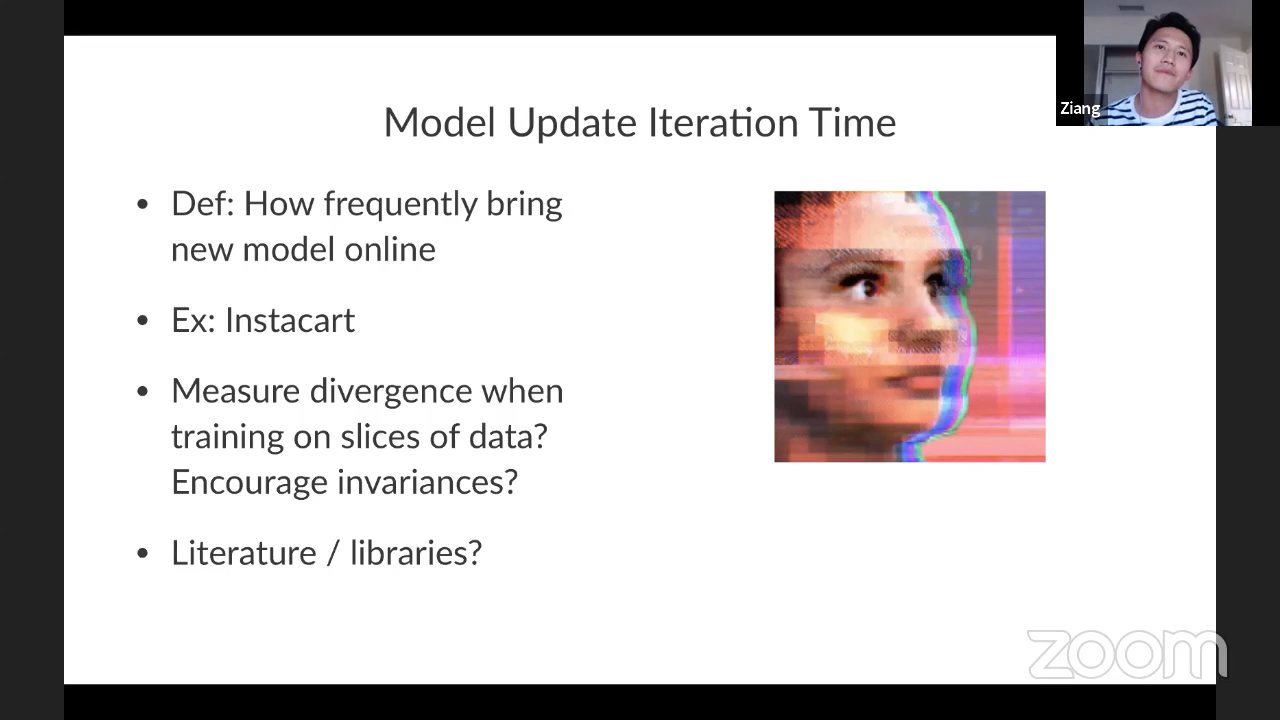 Ziang
Model Update Iteration Time
• Def: How frequently bring
new model online
• Ex: Instacart
• Measure divergence when
training on slices of data?
Encourage invariances?
• Literature / libraries?
zoom